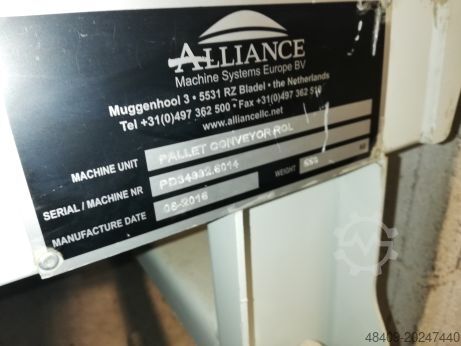 ALLIANCE
Machine Systems Europe BV
Muggenhool 3 • 5531 RZ Bladel • the Netherlands
Tel +31(0)497 362 500 • Fax +31(0)497 362 510
www.alliancellc.net
MACHINE UNIT PALLET CONVEYOR ROL
SERIAL / MACHINE NR PD34932.6014 WEIGHT KG
MANUFACTURE DATE 06-2016
48409-20247440